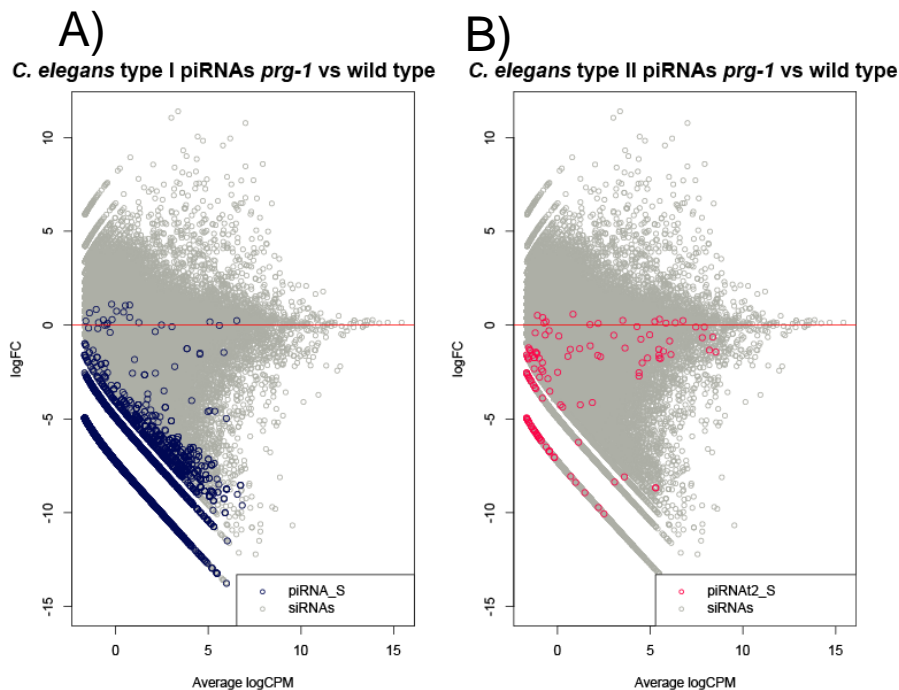 A)
C. elegans type I piRNAs prg-1 vs wild type
logFC
10
5
0
-5
-10
-15
0
5
10
15
Average logCPM
piRNA_S
siRNAs
B)
C. elegans type II piRNAs prg-1 vs wild type
logFC
10
5
0
-5
-10
-15
0
5
10
15
Average logCPM
piRNAt2_S
siRNAs